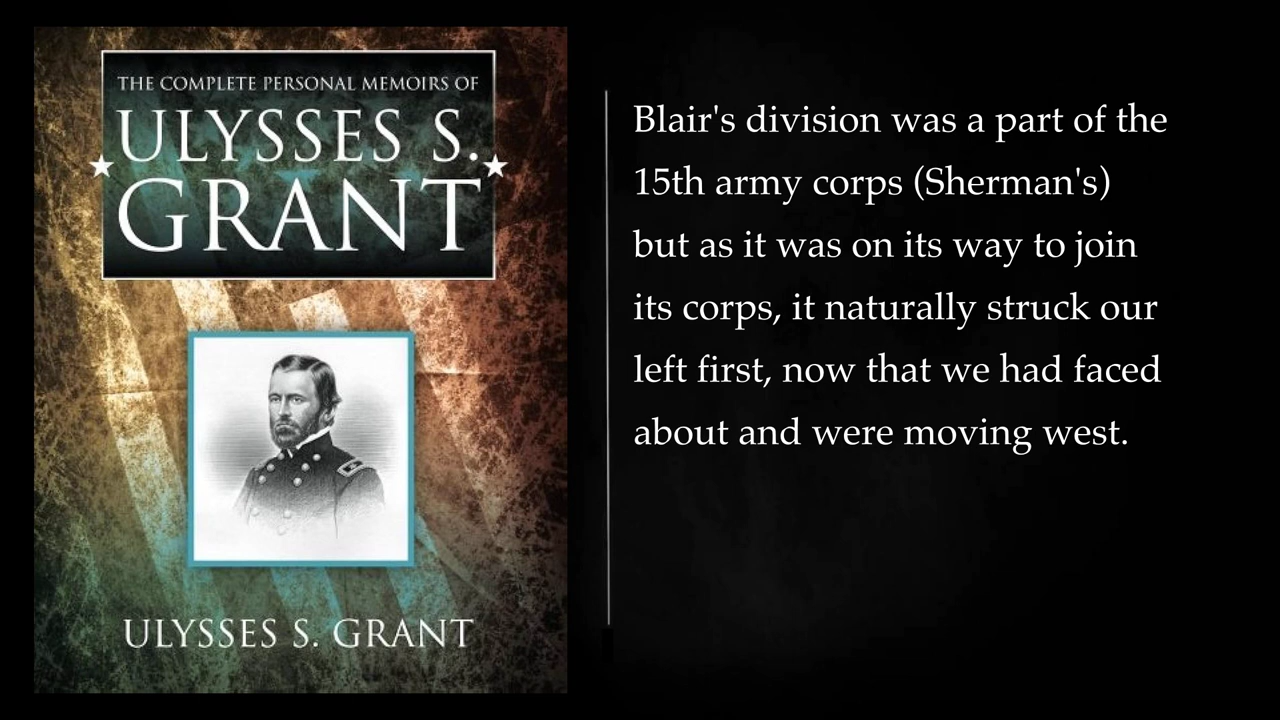 THE COMPLETE PERSONAL MEMOIRS OF
ULYSSES S.
GRANT
ULYSSES S. GRANT
Blair's division was a part of the
15th army corps (Sherman's)
but as it was on its way to join
its corps, it naturally struck our
left first, now that we had faced
about and were moving west.